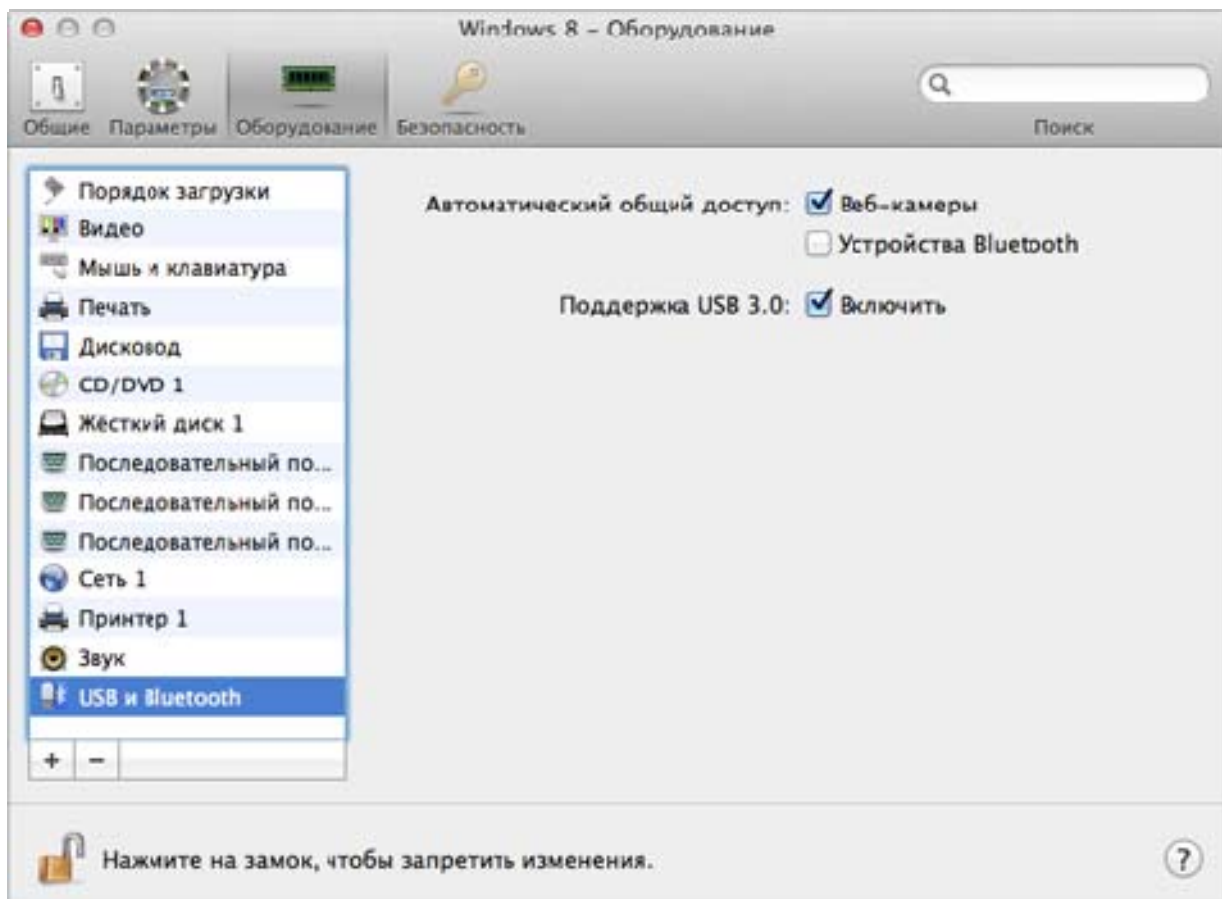 Windows 8 – Оборудование
Общие Параметры Оборудование Безопасность Поиск
Порядок загрузки
Видео
Мышь и клавиатура
Печать
Дисковод
CD/DVD 1
Жёсткий диск 1
Последовательный по...
Последовательный по...
Последовательный по...
Сеть 1
Принтер 1
Звук
USB и Bluetooth
+ −
Автоматический общий доступ: Веб-камеры
Устройства Bluetooth
Поддержка USB 3.0: Включить
Нажмите на замок, чтобы запретить изменения.
?